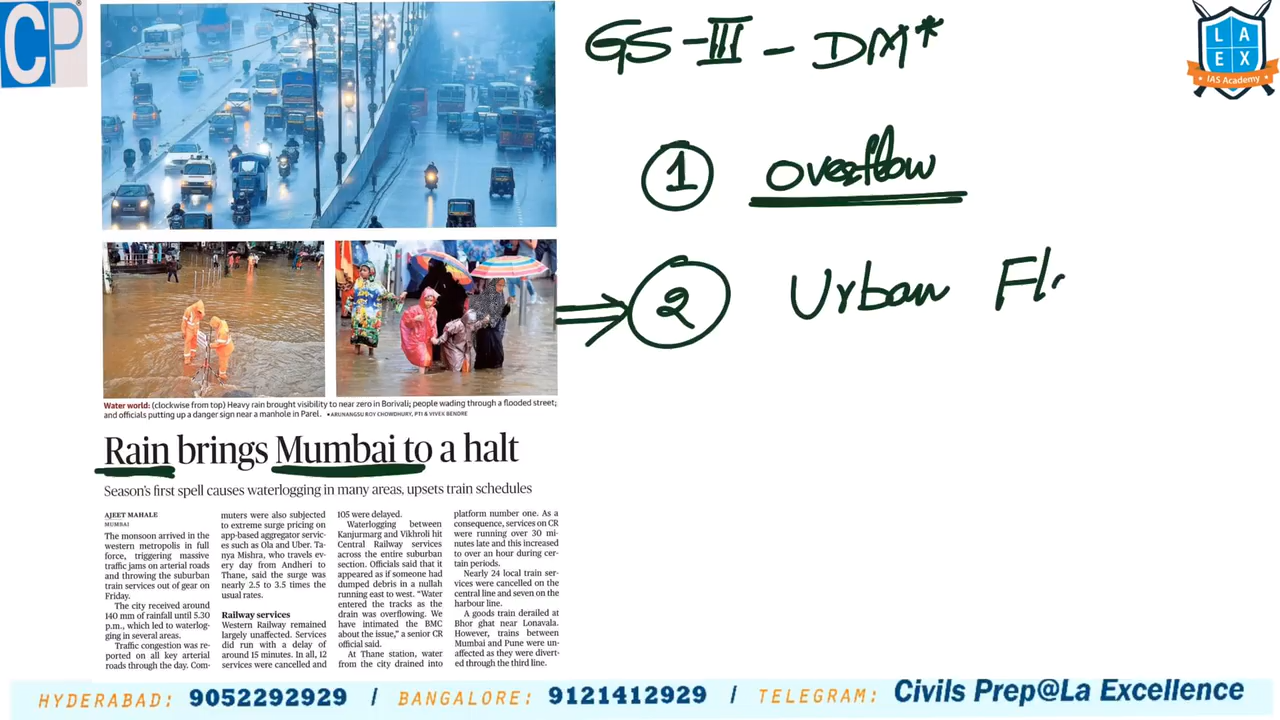 CP
GS-III - DM*
L A
E X
IAS Academy
1 overflow
2 Urban Fl
Water world: (clockwise from top) Heavy rain brought visibility to near zero in Borivali; people wading through a flooded street;
and officials putting up a danger sign near a manhole in Parel. • ARUNANGSU ROY CHOWDHURY, PTI & VIVEK BENDRE
Rain brings Mumbai to a halt
Season's first spell causes waterlogging in many areas, upsets train schedules
AJEET MAHALE
MUMBAI
The monsoon arrived in the
western metropolis in full
force, triggering massive
traffic jams on arterial roads
and throwing the suburban
train services out of gear on
Friday.
The city received around
140 mm of rainfall until 5.30
p.m., which led to waterlog-
ging in several areas.
Traffic congestion was re-
ported on all key arterial
roads through the day. Com-
muters were also subjected
to extreme surge pricing on
app-based aggregator servic-
es such as Ola and Uber. Ta-
nya Mishra, who travels ev-
ery day from Andheri to
Thane, said the surge was
nearly 2.5 to 3.5 times the
usual rates.
Railway services
Western Railway remained
largely unaffected. Services
did run with a delay of
around 15 minutes. In all, 12
services were cancelled and
105 were delayed.
Waterlogging between
Kanjurmarg and Vikhroli hit
Central Railway services
across the entire suburban
section. Officials said that it
appeared as if someone had
dumped debris in a nullah
running east to west. "Water
entered the tracks as the
drain was overflowing. We
have intimated the BMC
about the issue," a senior CR
official said.
At Thane station, water
from the city drained into
platform number one. As a
consequence, services on CR
were running over 30 mi-
nutes late and this increased
to over an hour during cer-
tain periods.
Nearly 24 local train ser-
vices were cancelled on the
central line and seven on the
harbour line.
A goods train derailed at
Bhor ghat near Lonavala.
However, trains between
Mumbai and Pune were un-
affected as they were divert-
ed through the third line.
HYDERABAD: 9052292929 / BANGALORE: 9121412929 / TELEGRAM: Civils Prep@La Excellence